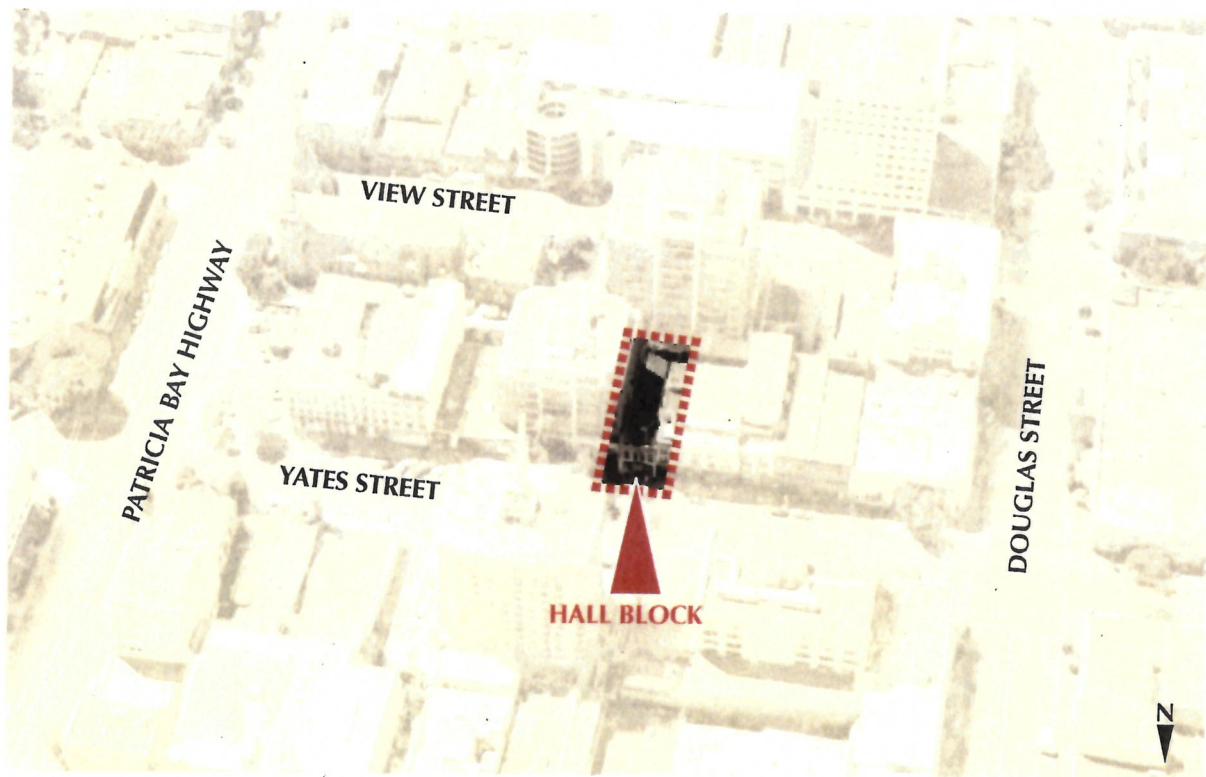 VIEW STREET
PATRICIA BAY HIGHWAY
YATES STREET
DOUGLAS STREET
HALL BLOCK
N